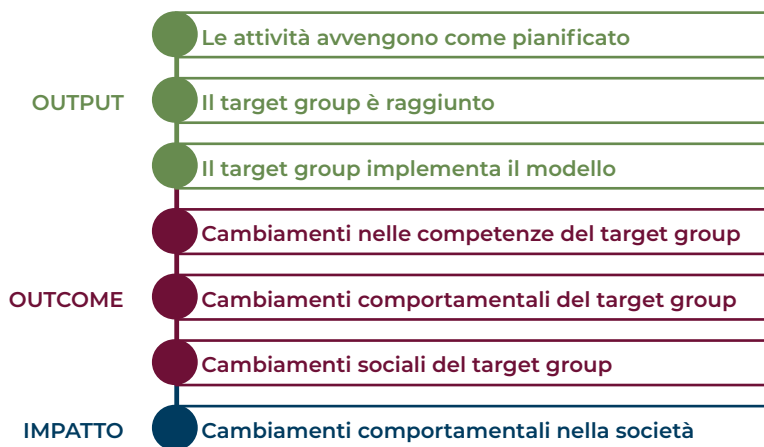 Le attività avvengono come pianificato
OUTPUT
Il target group è raggiunto
Il target group implementa il modello
Cambiamenti nelle competenze del target group
OUTCOME
Cambiamenti comportamentali del target group
Cambiamenti sociali del target group
IMPATTO
Cambiamenti comportamentali nella società